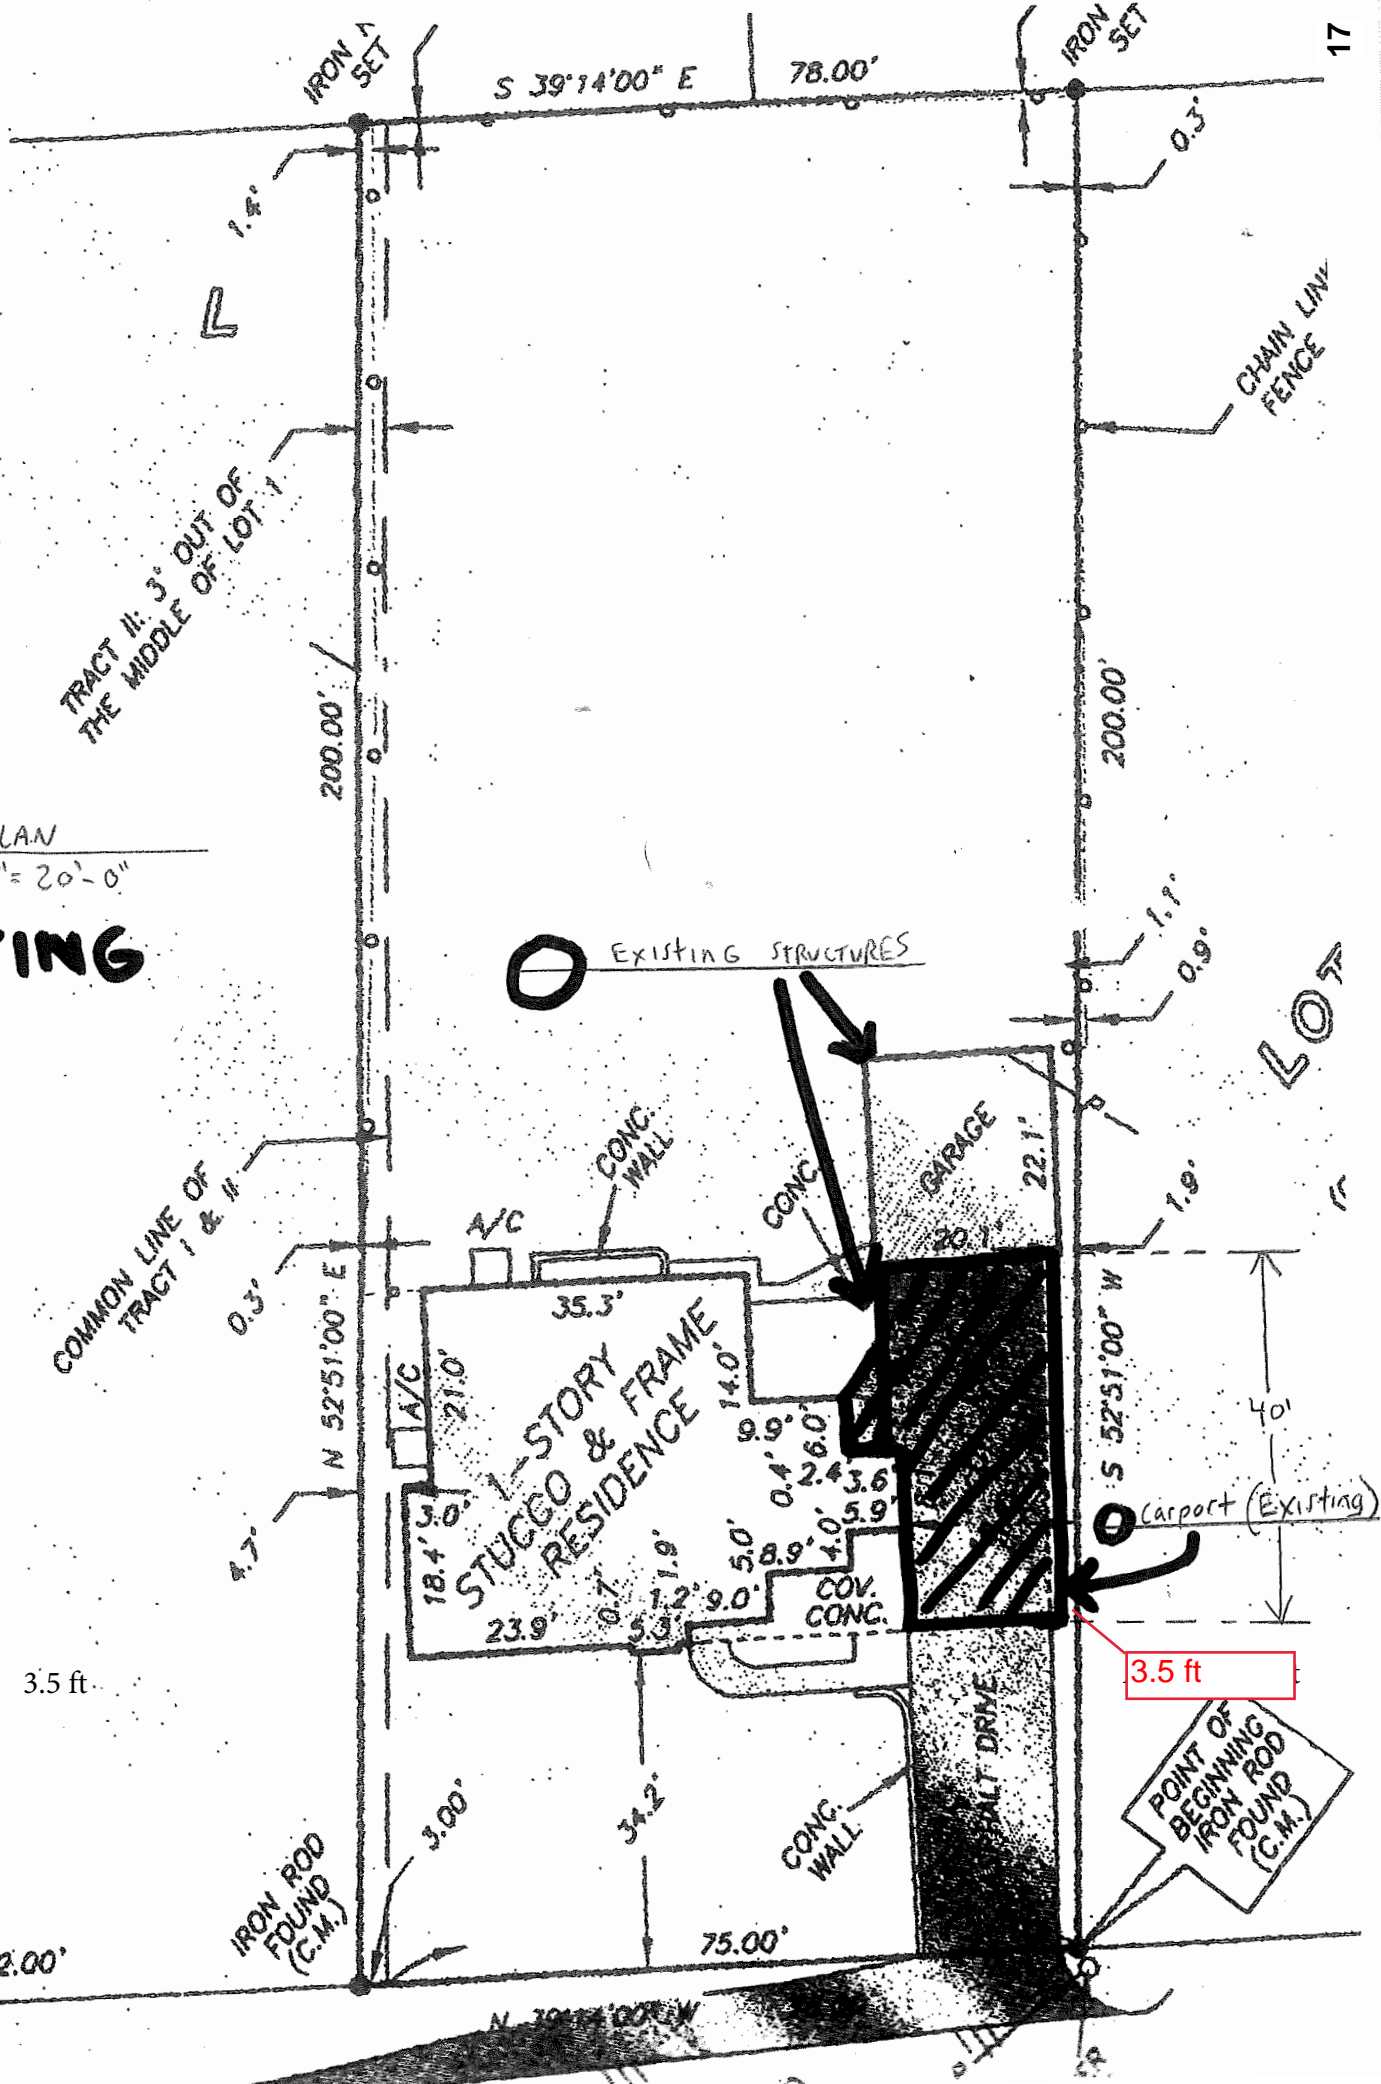 17
IRON
SET
S 39°14'00" E
78.00'
IRON
SET
1.4'
0.3'
L
CHAIN LINK
FENCE
TRACT II: 3' OUT OF
THE MIDDLE OF LOT 1
200.00'
200.00'
LAN
"= 20'-0"
TING
EXISTING STRUCTURES
1.1'
0.9'
LOT
CONC.
WALL
CONC.
GARAGE
22.1'
20.1'
COMMON LINE OF
TRACT I & II
A/C
1.9'
0.3'
N 52°51'00" E
35.3'
S 52°51'00" W
A/C
21.0'
14.0'
1-STORY
STUCCO & FRAME
RESIDENCE
9.9'
6.0'
0.4'
2.4'
3.6'
5.9'
40'
Carport (Existing)
3.0'
4.7'
18.4'
0.7'
1.9'
5.0'
8.9'
4.0'
1.2'
9.0'
COV.
CONC.
23.9'
5.3'
3.5 ft
3.5 ft
ASPHALT DRIVE
POINT OF
BEGINNING
IRON ROD
FOUND
(C.M.)
34.2'
3.00'
CONC.
WALL
IRON ROD
FOUND
(C.M.)
75.00'
2.00'
N 39°14'00" W